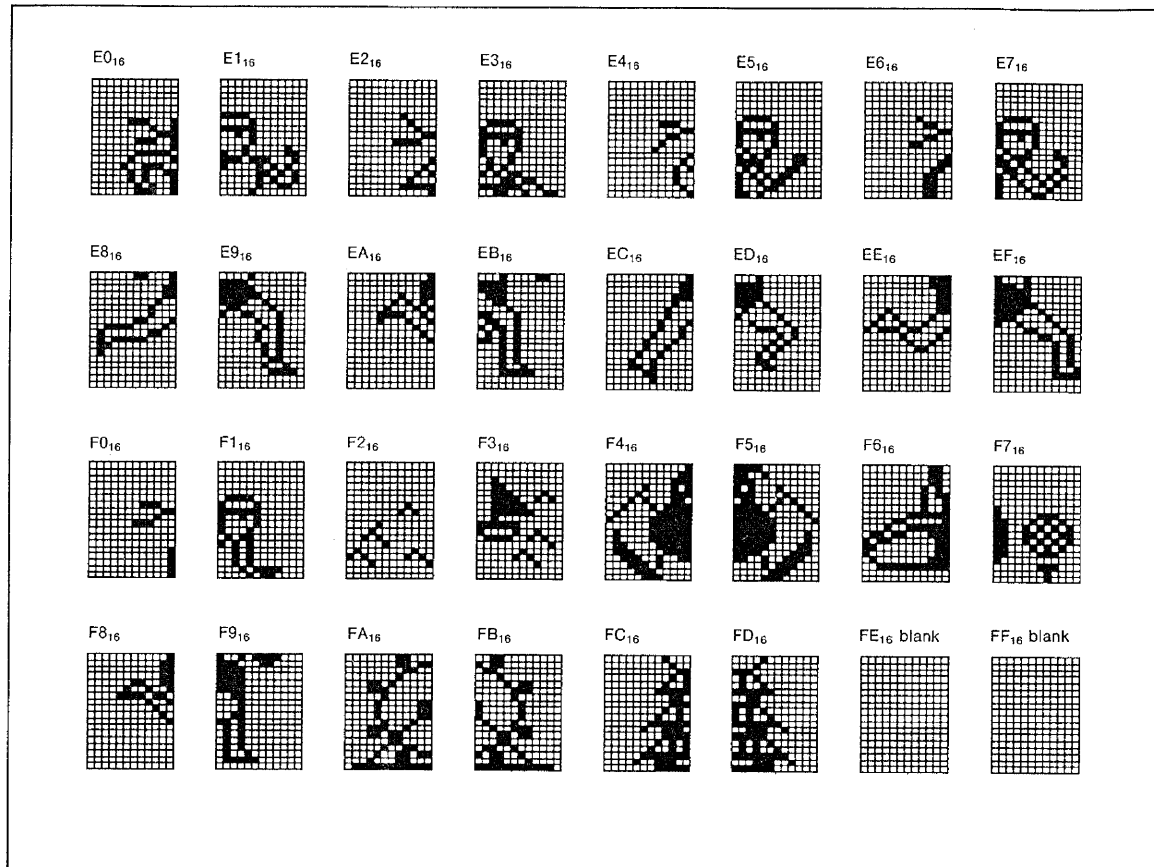 E0₁₆ E1₁₆ E2₁₆ E3₁₆ E4₁₆ E5₁₆ E6₁₆ E7₁₆
E8₁₆ E9₁₆ EA₁₆ EB₁₆ EC₁₆ ED₁₆ EE₁₆ EF₁₆
F0₁₆ F1₁₆ F2₁₆ F3₁₆ F4₁₆ F5₁₆ F6₁₆ F7₁₆
F8₁₆ F9₁₆ FA₁₆ FB₁₆ FC₁₆ FD₁₆ FE₁₆ blank FF₁₆ blank